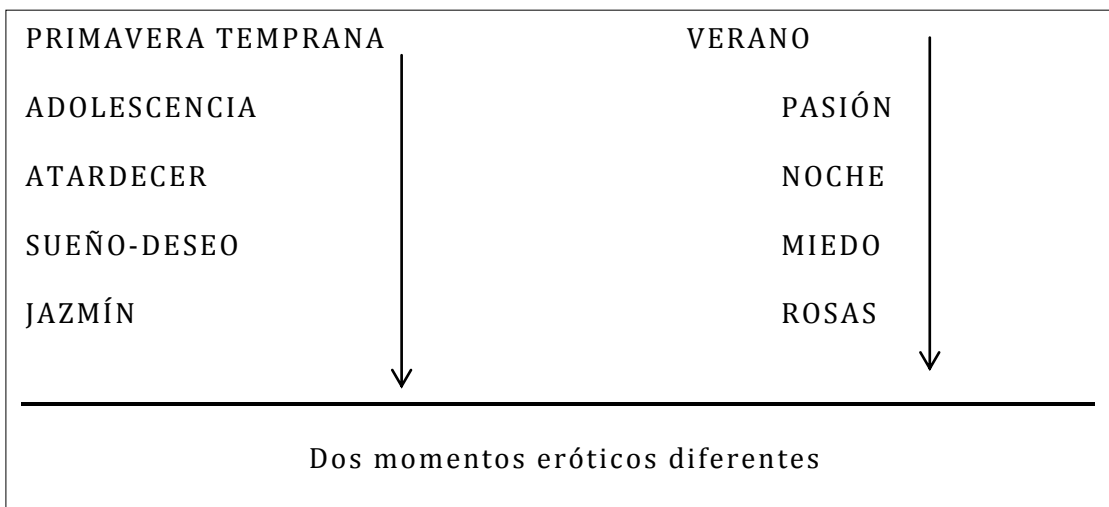 PRIMAVERA TEMPRANA VERANO
ADOLESCENCIA PASIÓN
ATARDECER NOCHE
SUEÑO-DESEO MIEDO
JAZMÍN ROSAS
Dos momentos eróticos diferentes